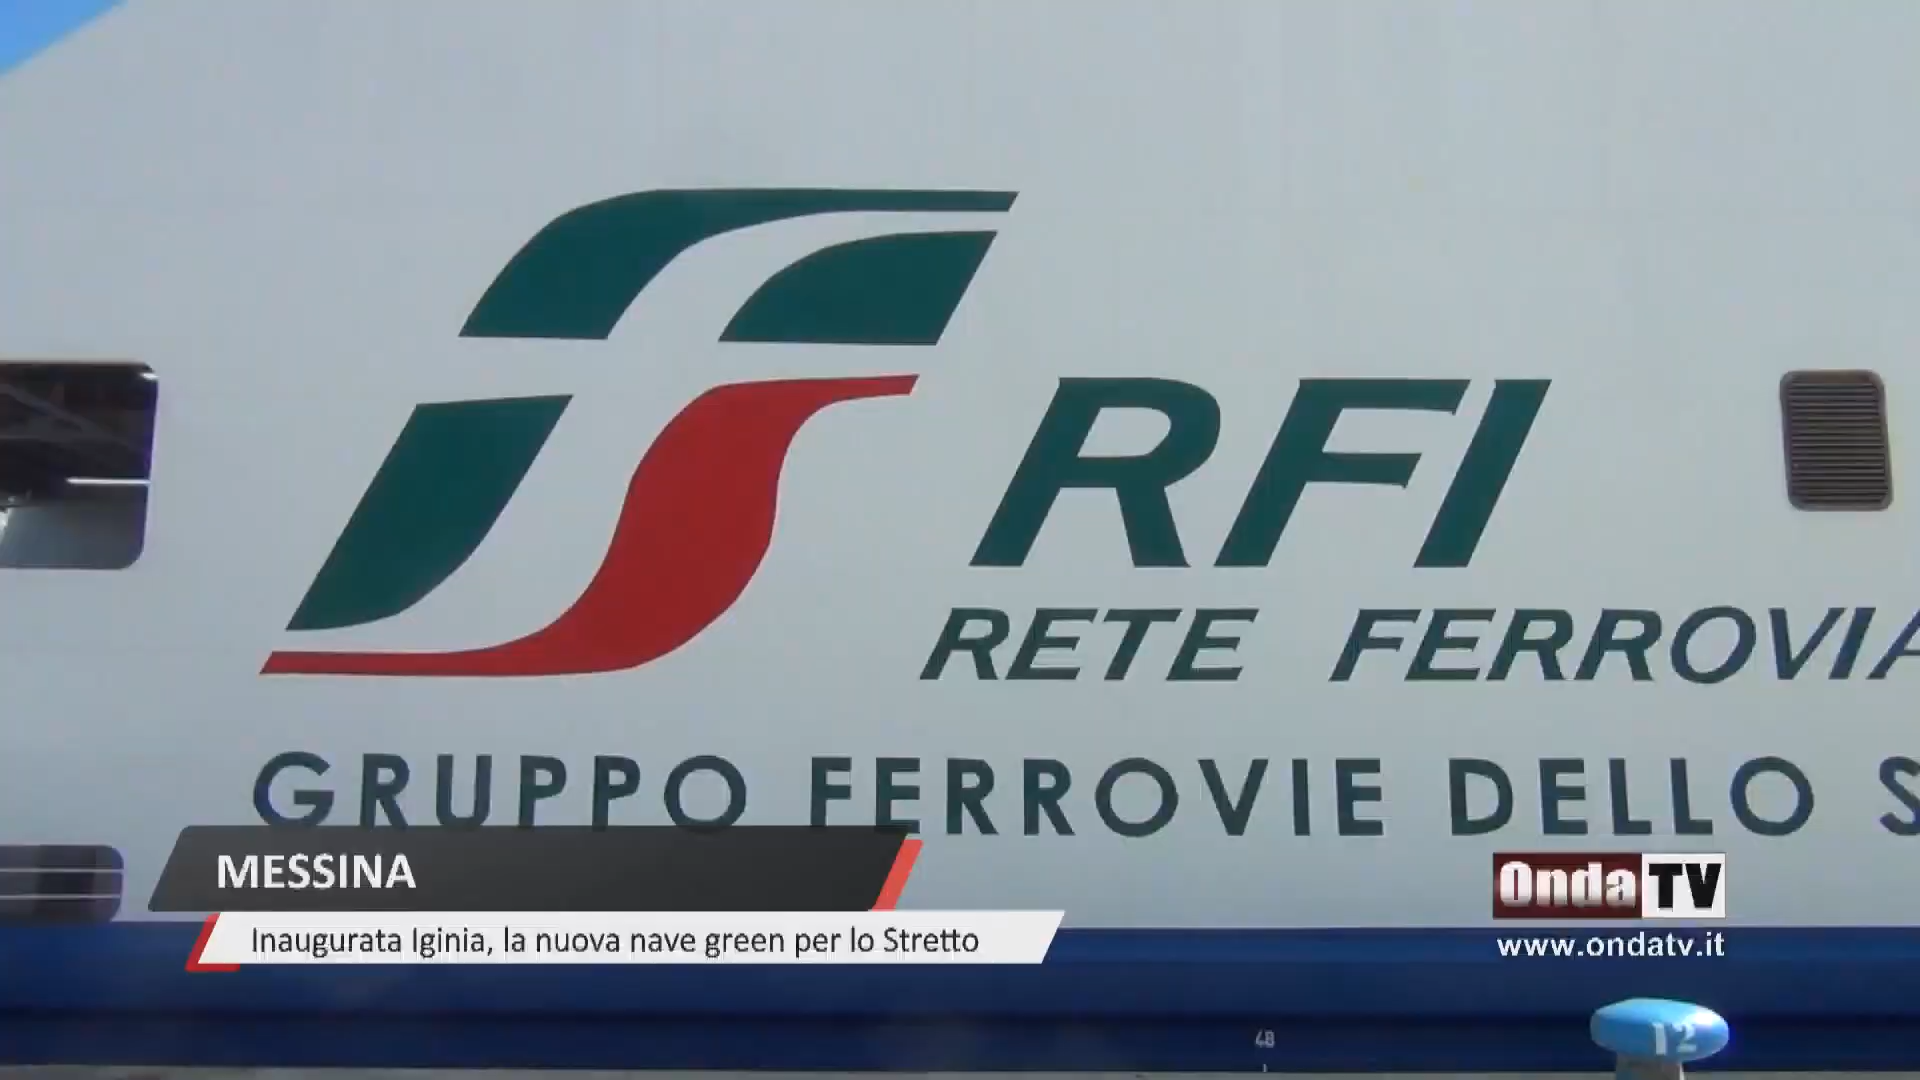 RFI
RETE FERROVIA
GRUPPO FERROVIE DELLO S
MESSINA
Inaugurata Iginia, la nuova nave green per lo Stretto
OndaTV
www.ondatv.it
48
12